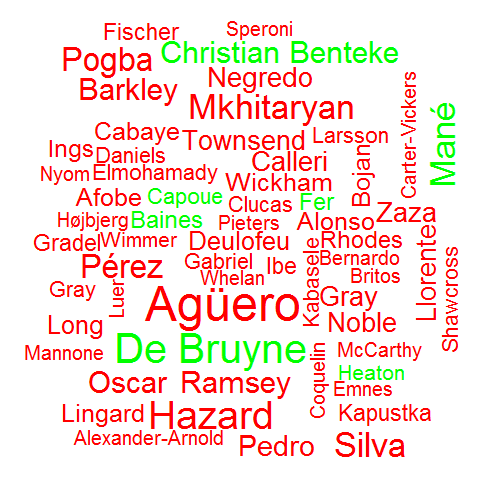 Fischer
Speroni
Pogba
Christian Benteke
Barkley
Negredo
Mkhitaryan
Carter-Vickers
Mané
Cabaye
Townsend
Larsson
Ings
Daniels
Calleri
Bojan
Nyom
Elmohamady
Wickham
Afobe
Capoue
Clucas
Fer
Zaza
Højbjerg
Baines
Pieters
Alonso
Gradel
Wimmer
Deulofeu
Rhodes
Llorente
Shawcross
Pérez
Gabriel
Ibe
Kabasele
Bernardo
Whelan
Britos
Gray
Luer
Agüero
Gray
Long
Noble
Mannone
De Bruyne
McCarthy
Coquelin
Heaton
Oscar
Ramsey
Emnes
Lingard
Hazard
Kapustka
Alexander-Arnold
Pedro
Silva